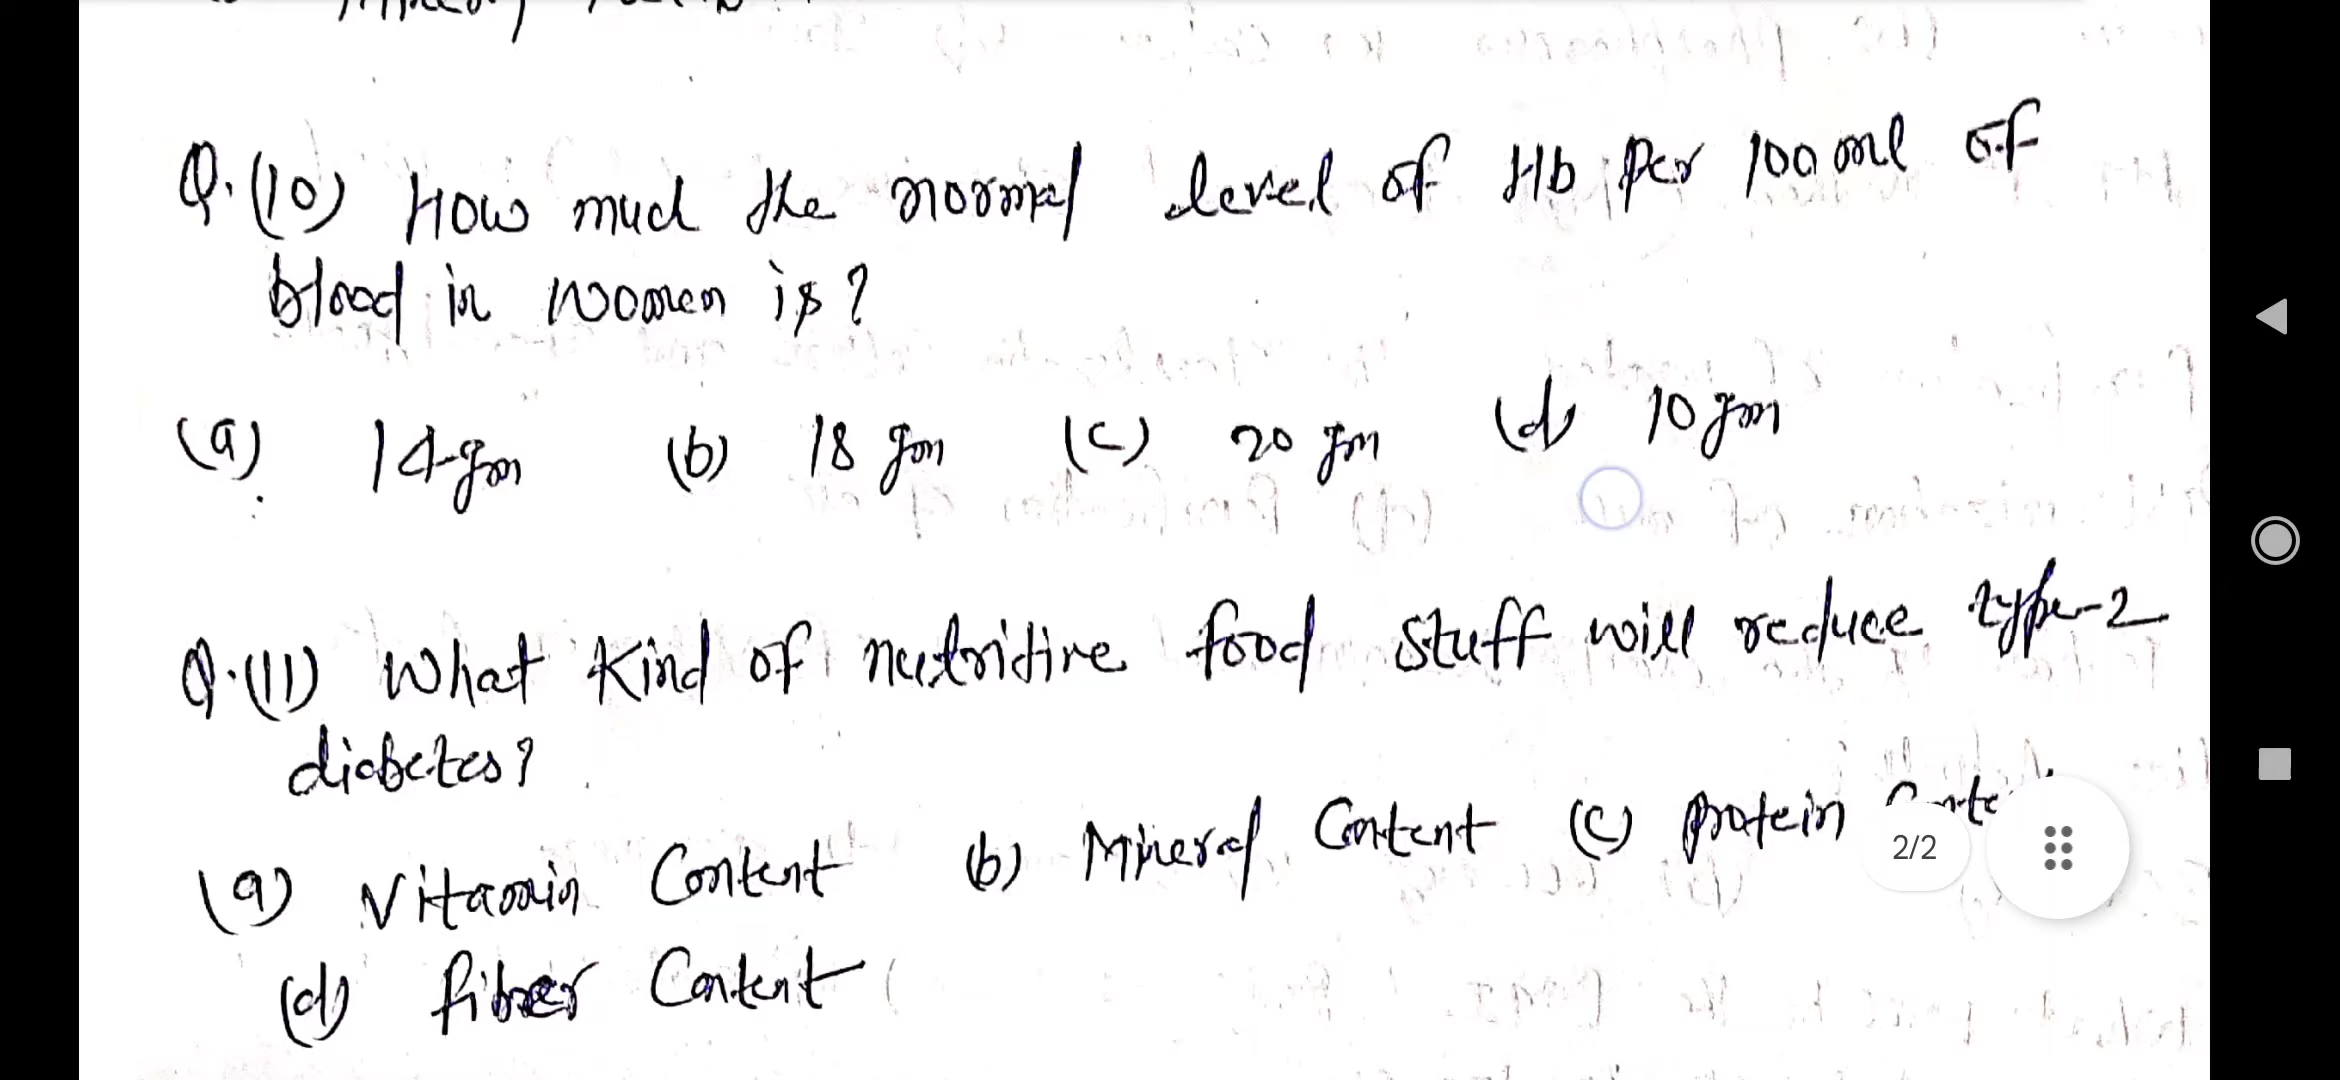 Q.(10) How much the normal level of Hb per 100 ml of
blood in women is?
(a) 14 gm (b) 18 gm (c) 20 gm (d) 10 gm
Q.(11) What kind of nutritive food stuff will reduce type-2
diabetes?
(a) Vitamin Content (b) Mineral Content (c) protein
2/2
(d) fiber Content